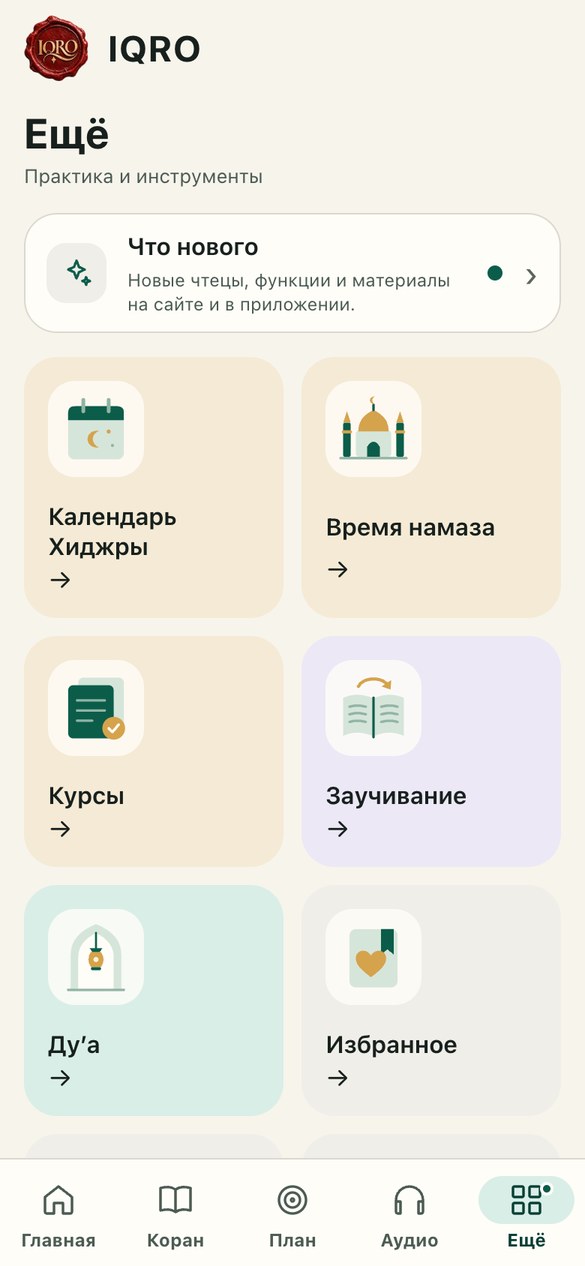 IQRO
IQRO
Ещё
Практика и инструменты
Что нового
Новые чтецы, функции и материалы
на сайте и в приложении.
Календарь
Хиджры
Время намаза
Курсы
Заучивание
Ду’а
Избранное
Главная
Коран
План
Аудио
Ещё